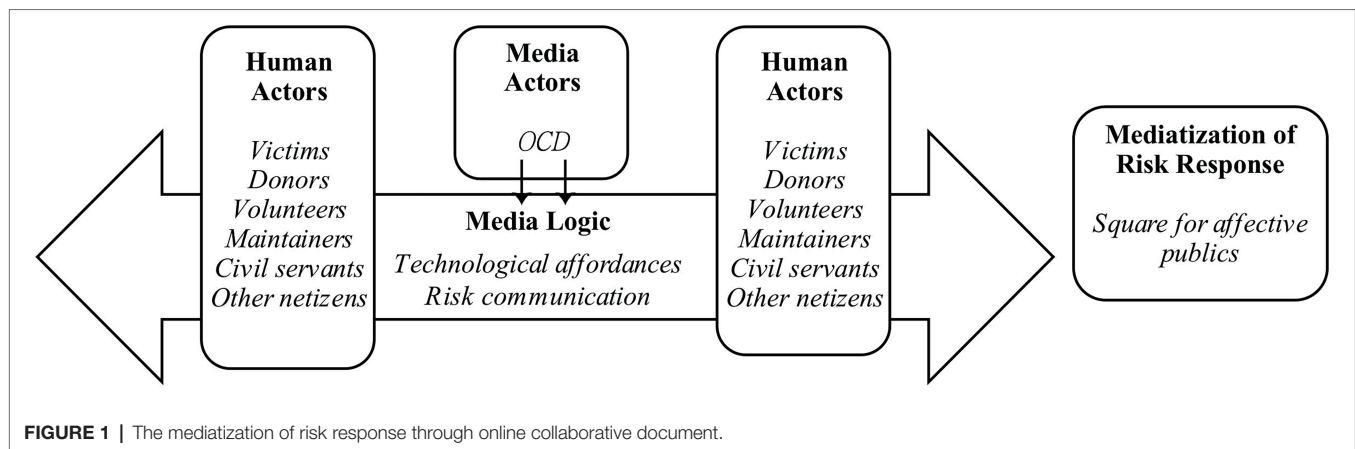 Human
Actors
Victims
Donors
Volunteers
Maintainers
Civil servants
Other netizens
Media
Actors
OCD
Media Logic
Technological affordances
Risk communication
Human
Actors
Victims
Donors
Volunteers
Maintainers
Civil servants
Other netizens
Mediatization of
Risk Response
Square for affective
publics
FIGURE 1 | The mediatization of risk response through online collaborative document.